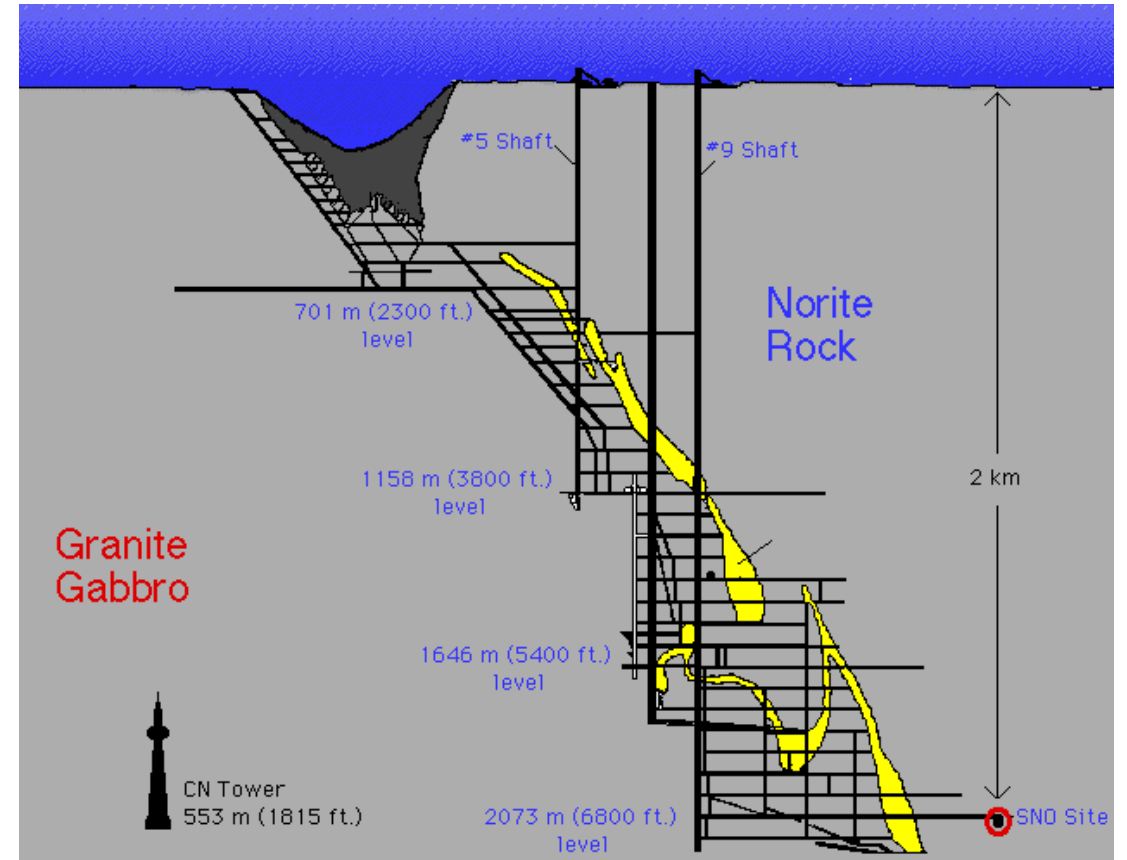 #5 Shaft
#9 Shaft
701 m (2300 ft.)
level
Norite
Rock
1158 m (3800 ft.)
level
2 km
Granite
Gabbro
1646 m (5400 ft.)
level
CN Tower
553 m (1815 ft.)
2073 m (6800 ft.)
level
SNO Site